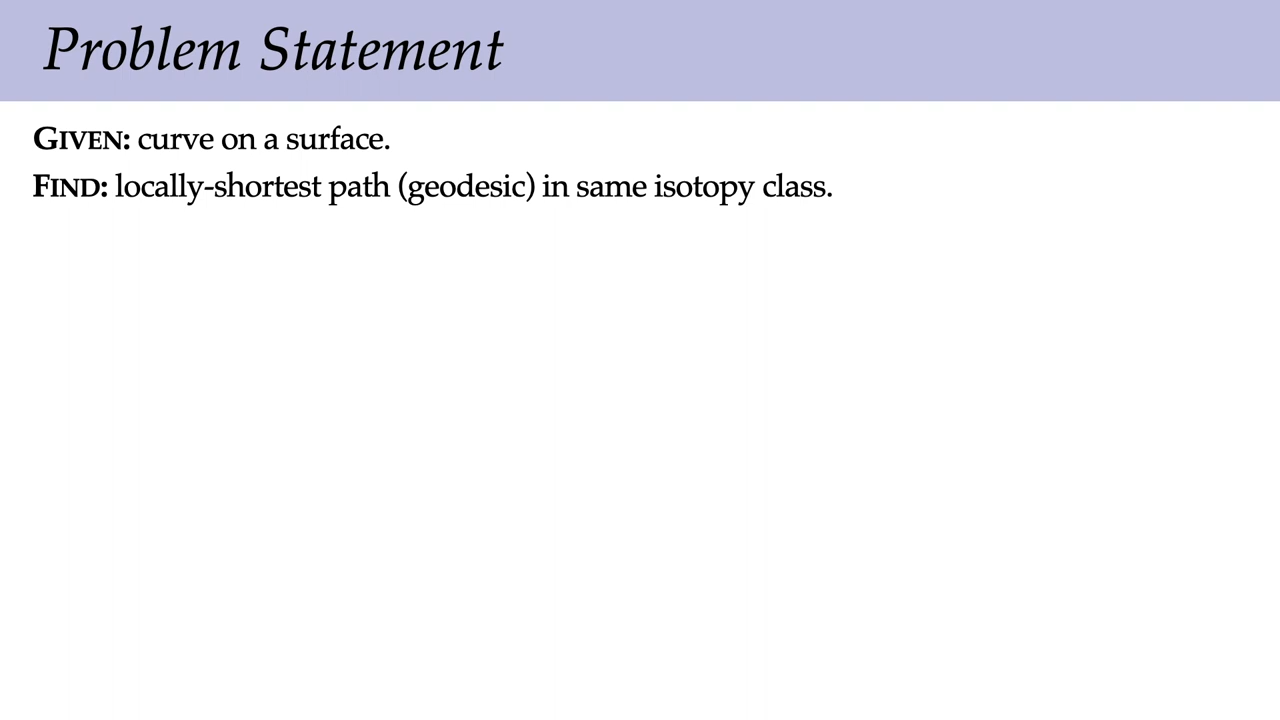 Problem Statement
GIVEN: curve on a surface.
FIND: locally-shortest path (geodesic) in same isotopy class.